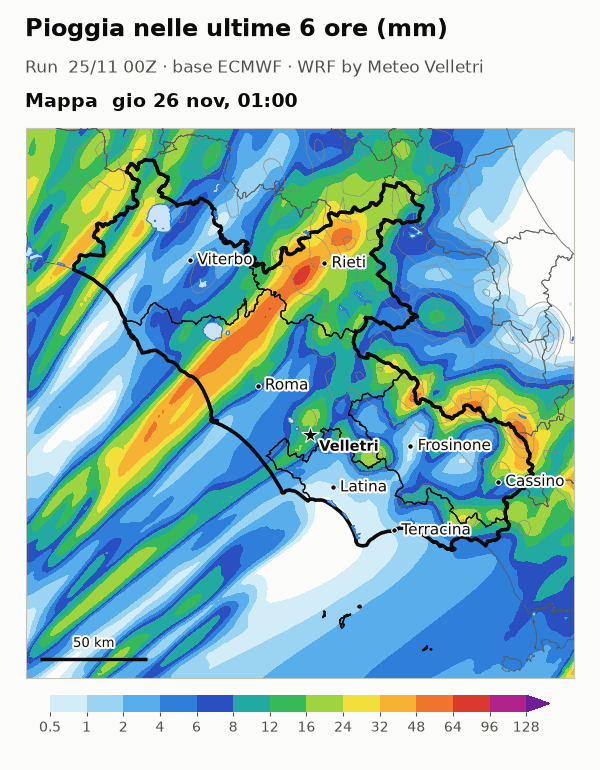 Pioggia nelle ultime 6 ore (mm)
Run  25/11 00Z · base ECMWF · WRF by Meteo Velletri
Mappa  gio 26 nov, 01:00
Viterbo
Rieti
Roma
Velletri
Frosinone
Latina
Cassino
Terracina
50 km
0.5 1 2 4 6 8 12 16 24 32 48 64 96 128